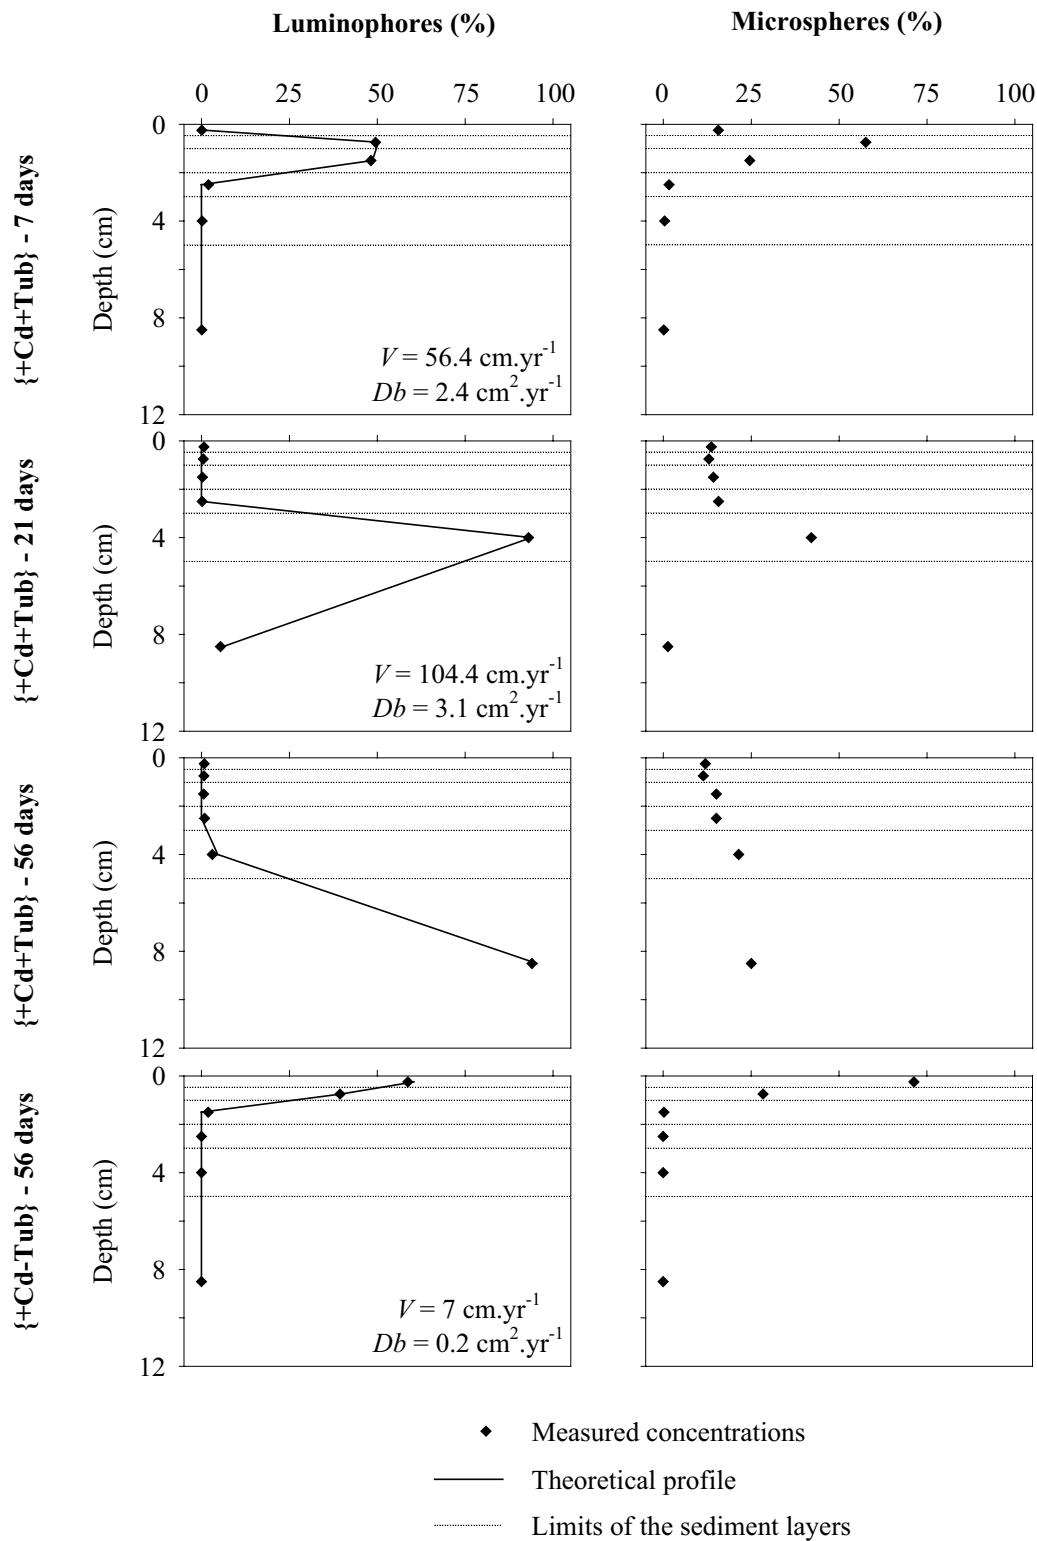 Luminophores (%)
Microspheres (%)
0 25 50 75 100
0 25 50 75 100
{+Cd+Tub} - 7 days
Depth (cm)
0
4
8
12
V = 56.4 cm.yr⁻¹
Db = 2.4 cm².yr⁻¹
{+Cd+Tub} - 21 days
Depth (cm)
0
4
8
12
V = 104.4 cm.yr⁻¹
Db = 3.1 cm².yr⁻¹
{+Cd+Tub} - 56 days
Depth (cm)
0
4
8
12
{+Cd-Tub} - 56 days
Depth (cm)
0
4
8
12
V = 7 cm.yr⁻¹
Db = 0.2 cm².yr⁻¹
Measured concentrations
Theoretical profile
Limits of the sediment layers